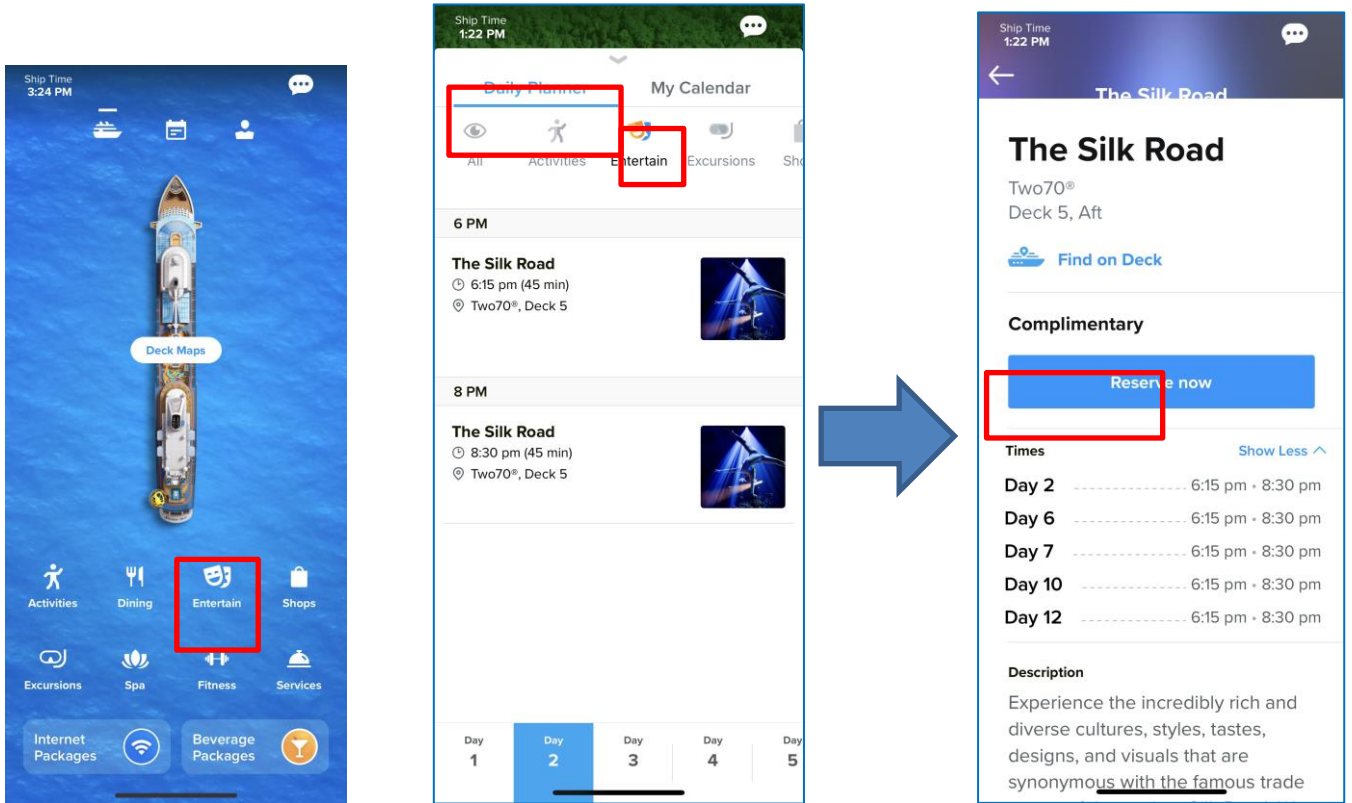 Ship Time
3:24 PM
Deck Maps
Activities
Dining
Entertain
Shops
Excursions
Spa
Fitness
Services
Internet
Packages
Beverage
Packages
Ship Time
1:22 PM
Daily Planner
My Calendar
All
Activities
Entertain
Excursions
Sho
6 PM
The Silk Road
6:15 pm (45 min)
Two70®, Deck 5
8 PM
The Silk Road
8:30 pm (45 min)
Two70®, Deck 5
Day
1
Day
2
Day
3
Day
4
Day
5
Ship Time
1:22 PM
The Silk Road
The Silk Road
Two70®
Deck 5, Aft
Find on Deck
Complimentary
Reserve now
Times
Show Less
Day 2 6:15 pm • 8:30 pm
Day 6 6:15 pm • 8:30 pm
Day 7 6:15 pm • 8:30 pm
Day 10 6:15 pm • 8:30 pm
Day 12 6:15 pm • 8:30 pm
Description
Experience the incredibly rich and
diverse cultures, styles, tastes,
designs, and visuals that are
synonymous with the famous trade